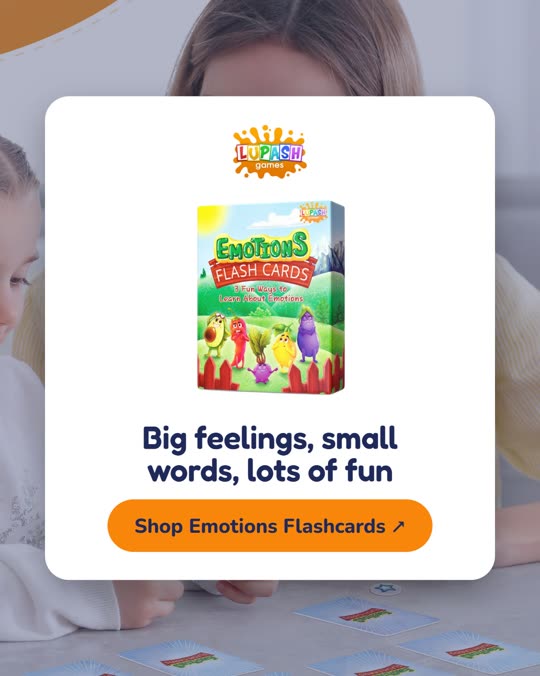 LUPASH
games
LUPASH
EMOTIONS
FLASH CARDS
3 Fun Ways to
Learn About Emotions
Big feelings, small
words, lots of fun
Shop Emotions Flashcards ↗